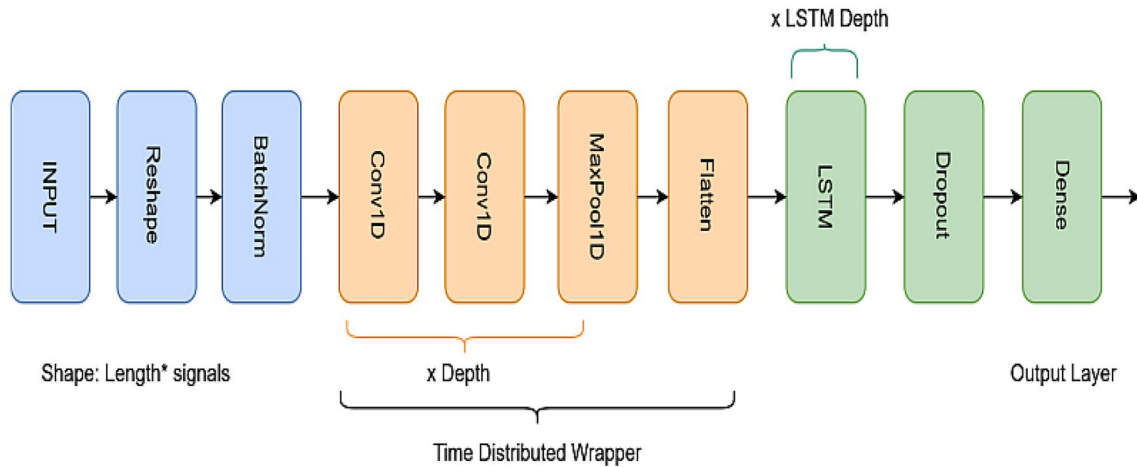 x LSTM Depth
INPUT
Reshape
BatchNorm
Conv1D
Conv1D
MaxPool1D
Flatten
LSTM
Dropout
Dense
Shape: Length* signals
x Depth
Output Layer
Time Distributed Wrapper